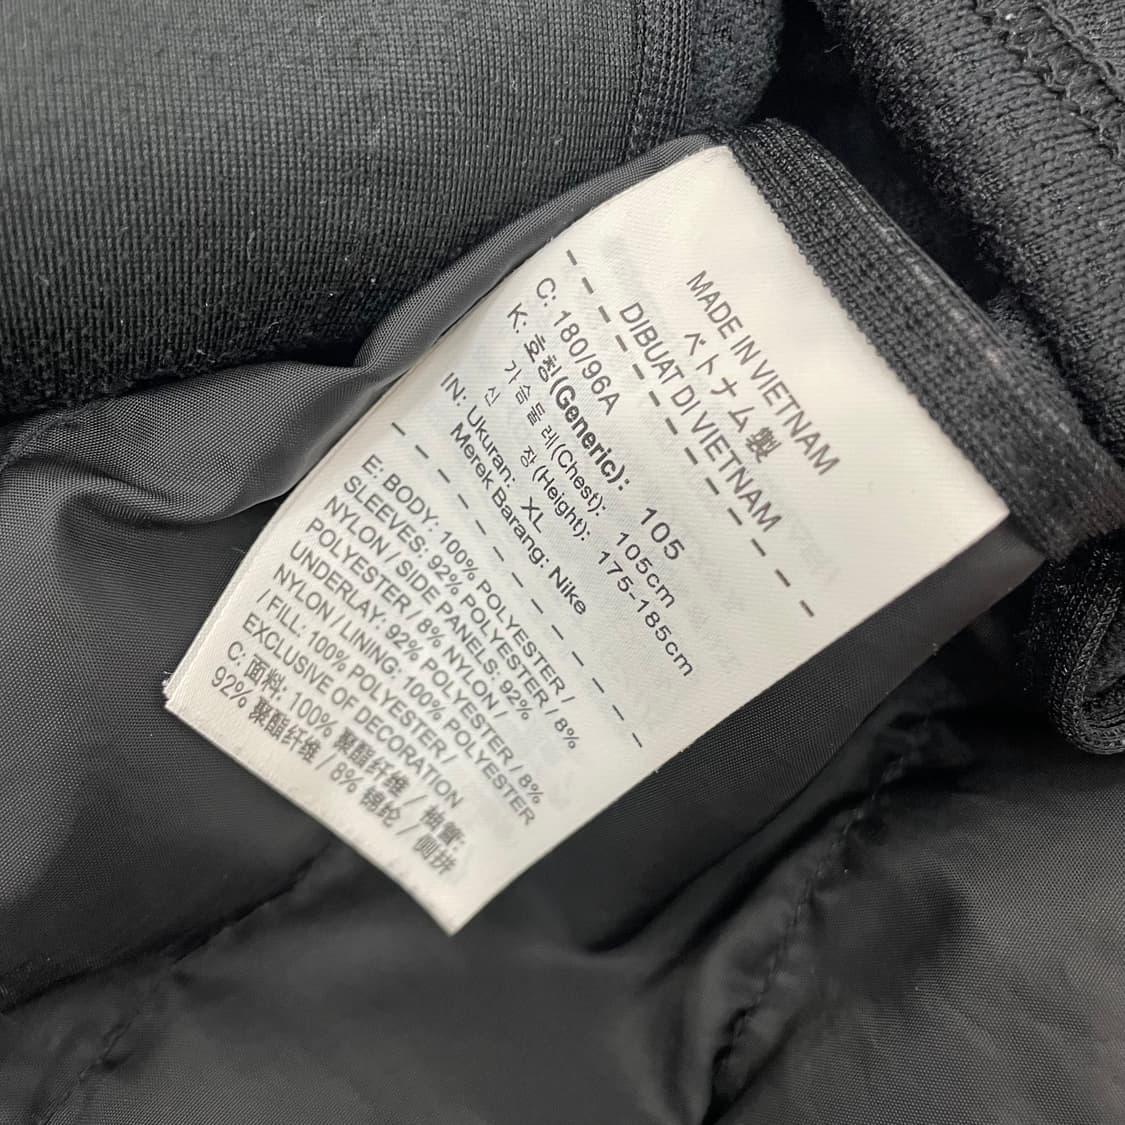 MADE IN VIETNAM
ベトナム製
DIBUAT DI VIETNAM
C: 180/96A
K: 호칭(Generic): 105
가슴둘레(Chest): 105cm
신 장(Height): 175-185cm
IN: Ukuran: XL
Merek Barang: Nike
E: BODY: 100% POLYESTER/
SLEEVES: 92% POLYESTER / 8%
NYLON / SIDE PANELS: 92%
POLYESTER / 8% NYLON /
UNDERLAY: 92% POLYESTER / 8%
NYLON / LINING: 100% POLYESTER
/ FILL: 100% POLYESTER/
EXCLUSIVE OF DECORATION
C: 面料: 100% 聚酯纤维 / 袖管:
92% 聚酯纤维 / 8% 锦纶 / 侧拼